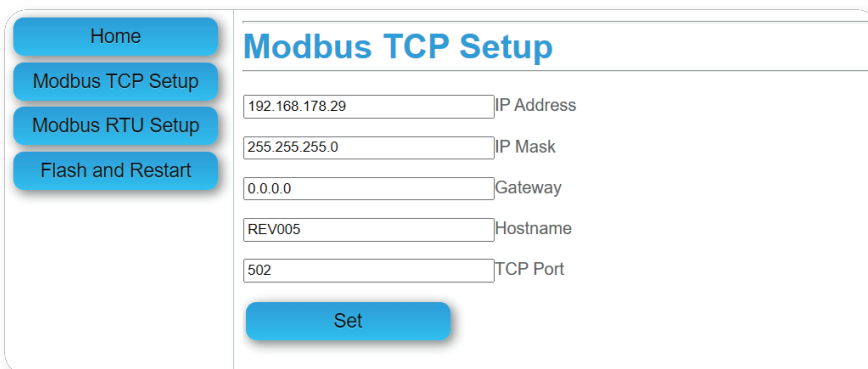 Home
Modbus TCP Setup
Modbus RTU Setup
Flash and Restart
Modbus TCP Setup
192.168.178.29 IP Address
255.255.255.0 IP Mask
0.0.0.0 Gateway
REV005 Hostname
502 TCP Port
Set